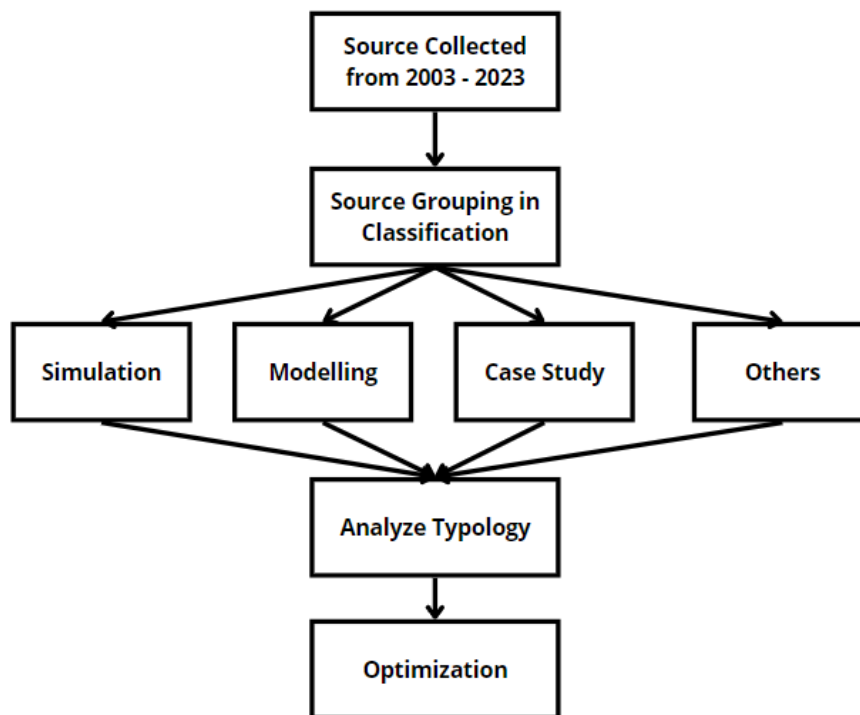 Source Collected
from 2003 - 2023
Source Grouping in
Classification
Simulation
Modelling
Case Study
Others
Analyze Typology
Optimization